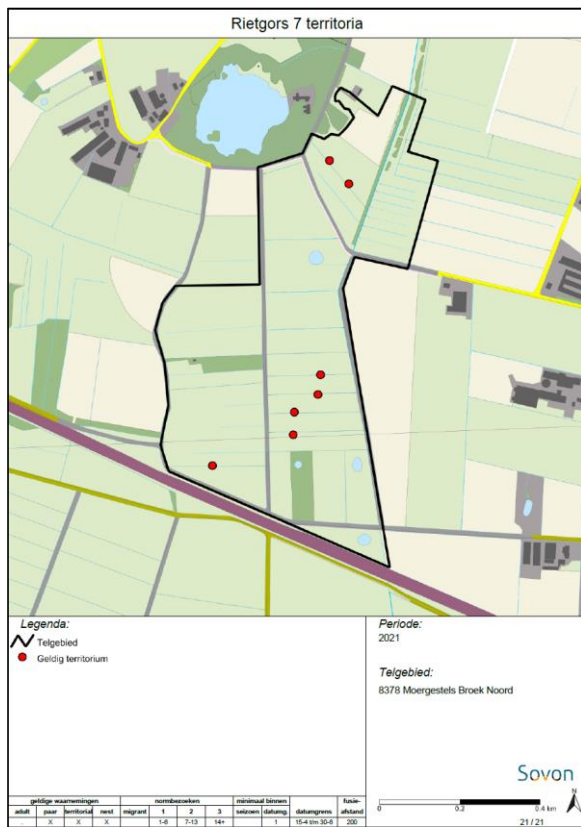 Rietgors 7 territoria
Legenda:
Telgebied
Geldig territorium
Periode:
2021
Telgebied:
8378 Moergestels Broek Noord
Sovon
N
0 0.2 0.4 km
21 / 21
geldige waarnemingen normbezoeken minimaal binnen fusie-
adult paar territoriaal nest migrant 1 2 3 seizoen datumg. datumgrens afstand
. X X X 1-6 7-13 14+ 1 15-4 t/m 30-6 200